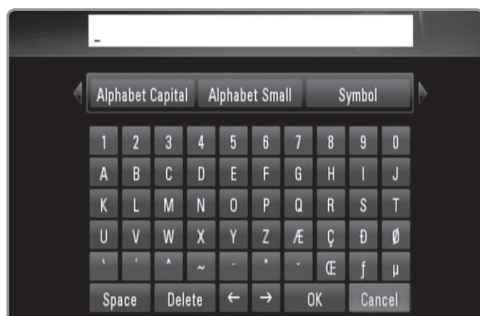 _
Alphabet Capital Alphabet Small Symbol
1 2 3 4 5 6 7 8 9 0
A B C D E F G H I J
K L M N O P Q R S T
U V W X Y Z Æ Ç Ð Ø
` ´ ^ ~ Œ ƒ µ
Space Delete ← → OK Cancel